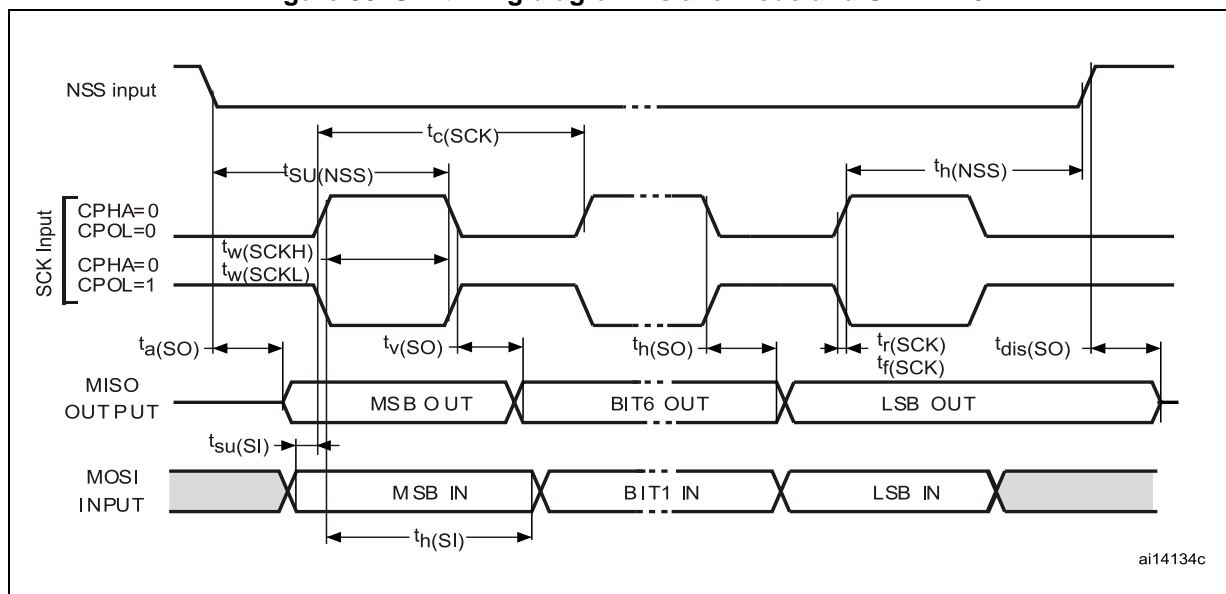 NSS input
tc(SCK)
tSU(NSS)
th(NSS)
SCK Input
CPHA=0
CPOL=0
tw(SCKH)
CPHA=0
tw(SCKL)
CPOL=1
ta(SO)
tv(SO)
th(SO)
tr(SCK)
tf(SCK)
tdis(SO)
MISO
OUTPUT
MSB OUT
BIT6 OUT
LSB OUT
tsu(SI)
MOSI
INPUT
MSB IN
BIT1 IN
LSB IN
th(SI)
ai14134c